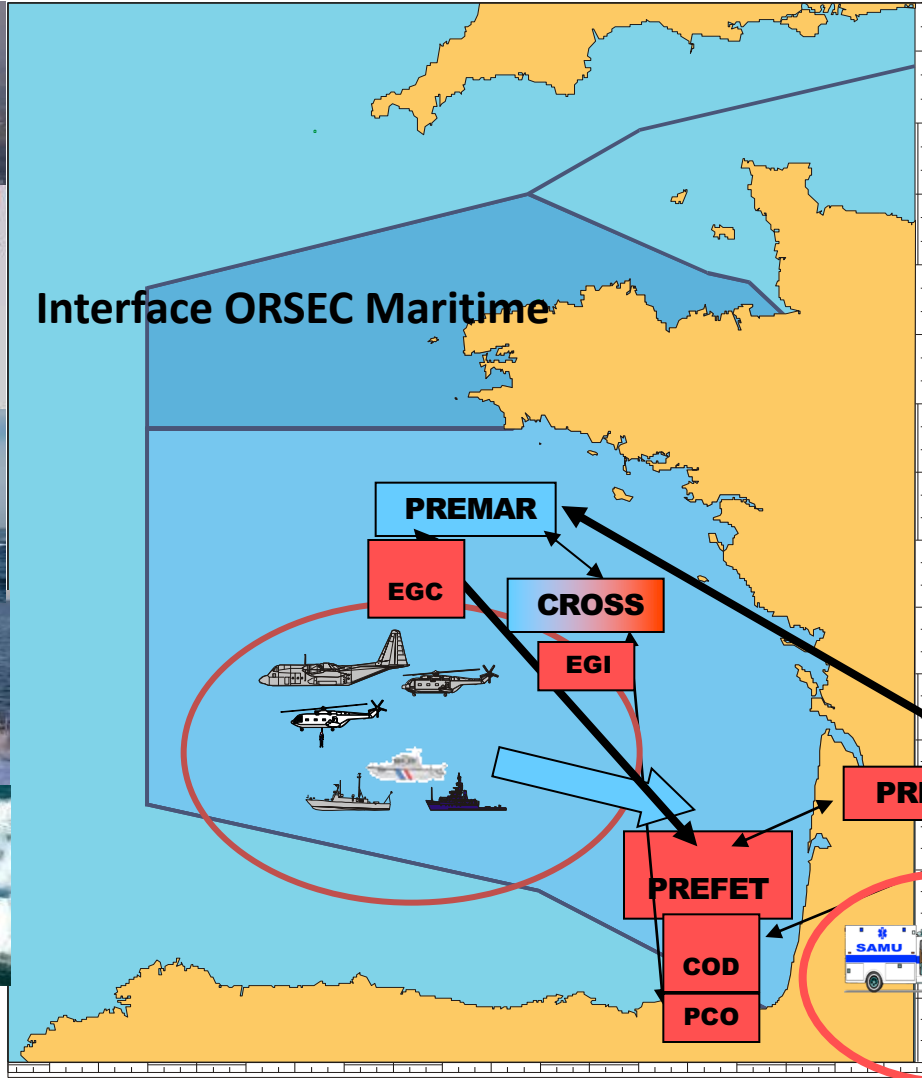 Interface ORSEC Maritime
PREMAR
EGC
CROSS
EGI
PREFET
COD
SAMU
PCO